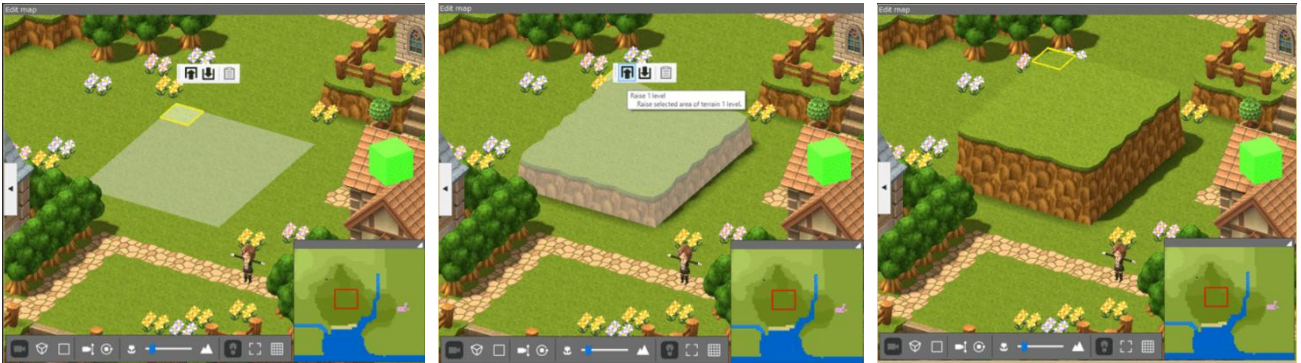 Edit map
Edit map
Raise 1 level
Raise selected area of terrain 1 level.
Edit map